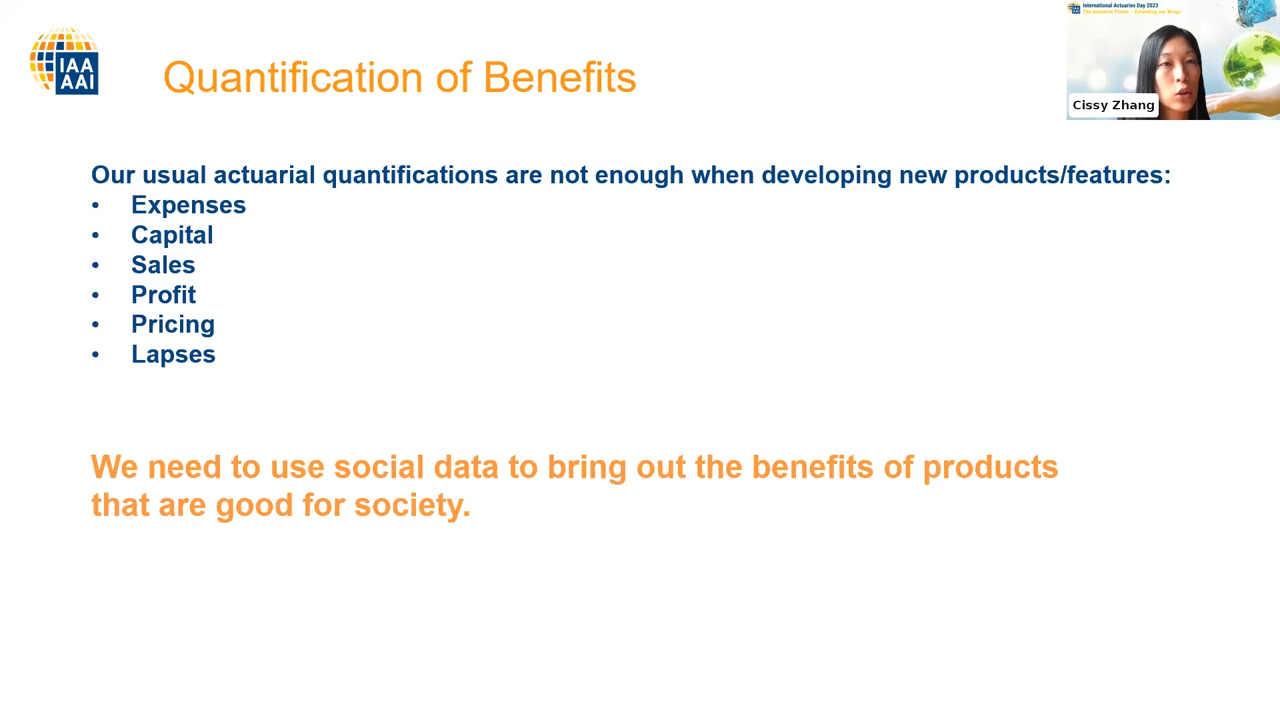 IAA
AAI
Quantification of Benefits
International Actuaries Day 2023
Cissy Zhang
Our usual actuarial quantifications are not enough when developing new products/features:
• Expenses
• Capital
• Sales
• Profit
• Pricing
• Lapses
We need to use social data to bring out the benefits of products
that are good for society.